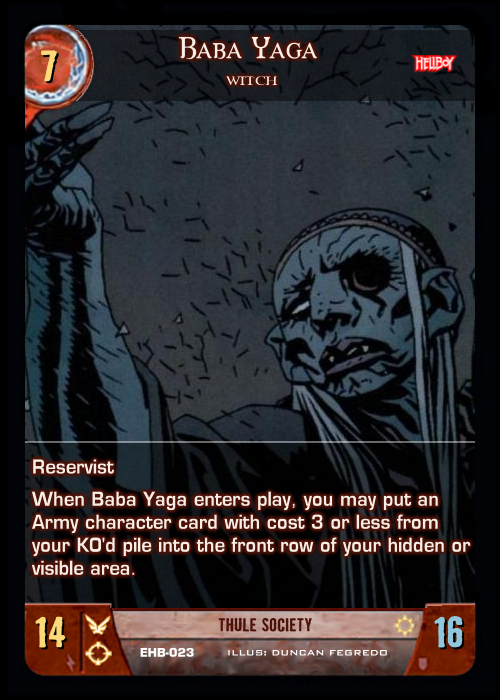 7
BABA YAGA
WITCH
HELLBOY
Reservist
When Baba Yaga enters play, you may put an
Army character card with cost 3 or less from
your KO'd pile into the front row of your hidden or
visible area.
14
THULE SOCIETY
16
EHB-023
ILLUS: DUNCAN FEGREDO